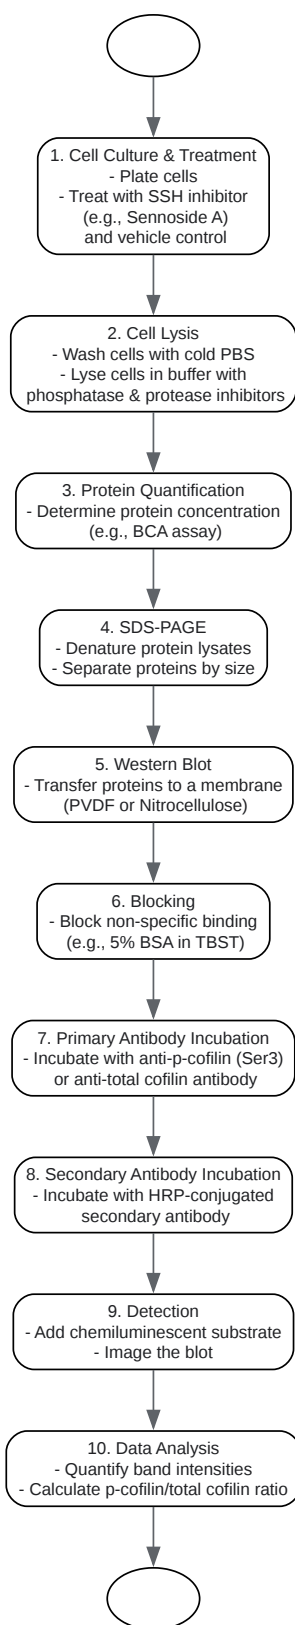 1. Cell Culture & Treatment
- Plate cells
- Treat with SSH inhibitor
(e.g., Sennoside A)
and vehicle control
2. Cell Lysis
- Wash cells with cold PBS
- Lyse cells in buffer with
phosphatase & protease inhibitors
3. Protein Quantification
- Determine protein concentration
(e.g., BCA assay)
4. SDS-PAGE
- Denature protein lysates
- Separate proteins by size
5. Western Blot
- Transfer proteins to a membrane
(PVDF or Nitrocellulose)
6. Blocking
- Block non-specific binding
(e.g., 5% BSA in TBST)
7. Primary Antibody Incubation
- Incubate with anti-p-cofilin (Ser3)
or anti-total cofilin antibody
8. Secondary Antibody Incubation
- Incubate with HRP-conjugated
secondary antibody
9. Detection
- Add chemiluminescent substrate
- Image the blot
10. Data Analysis
- Quantify band intensities
- Calculate p-cofilin/total cofilin ratio